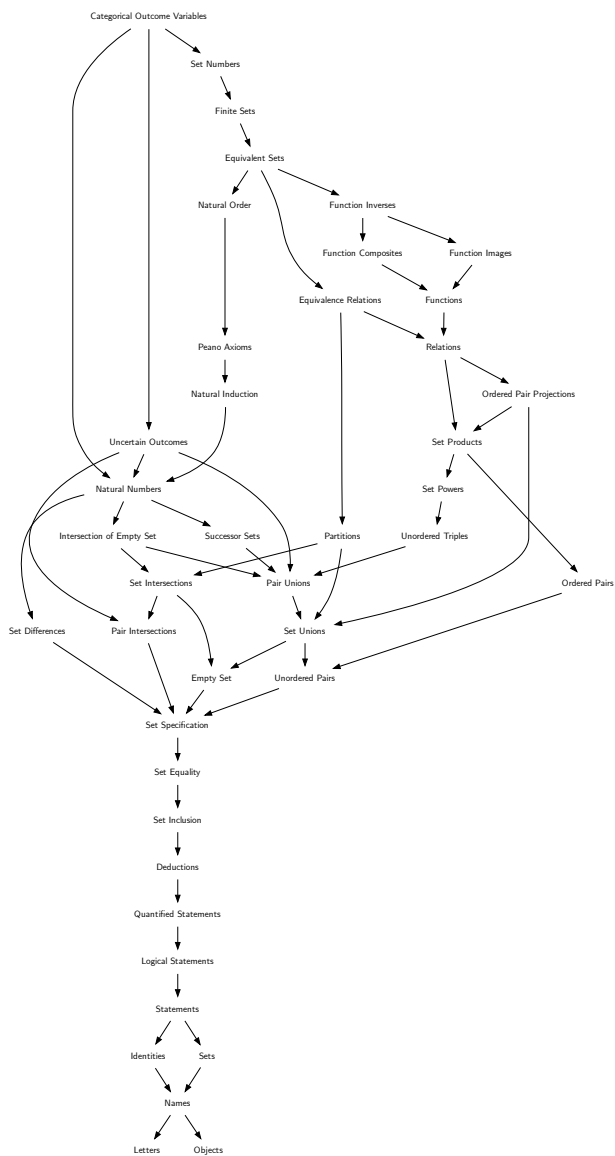 Categorical Outcome Variables
Set Numbers
Finite Sets
Equivalent Sets
Natural Order
Function Inverses
Function Composites
Function Images
Equivalence Relations
Functions
Peano Axioms
Relations
Natural Induction
Ordered Pair Projections
Uncertain Outcomes
Set Products
Natural Numbers
Set Powers
Intersection of Empty Set
Successor Sets
Partitions
Unordered Triples
Set Intersections
Pair Unions
Ordered Pairs
Set Differences
Pair Intersections
Set Unions
Empty Set
Unordered Pairs
Set Specification
Set Equality
Set Inclusion
Deductions
Quantified Statements
Logical Statements
Statements
Identities
Sets
Names
Letters
Objects